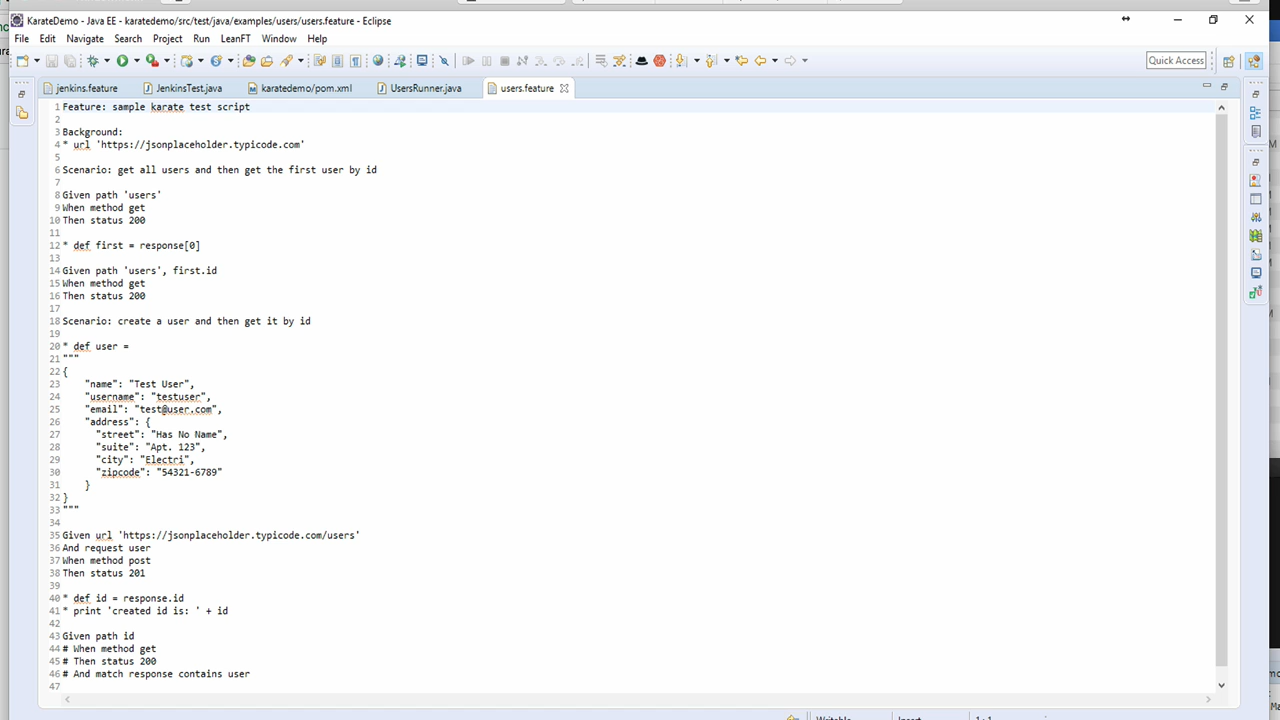 KarateDemo - Java EE - karatedemo/src/test/java/examples/users/users.feature - Eclipse
File Edit Navigate Search Project Run LeanFT Window Help
Quick Access
jenkins.feature JenkinsTest.java karatedemo/pom.xml UsersRunner.java users.feature
1 Feature: sample karate test script
2
3 Background:
4 * url 'https://jsonplaceholder.typicode.com'
5
6 Scenario: get all users and then get the first user by id
7
8 Given path 'users'
9 When method get
10 Then status 200
11
12 * def first = response[0]
13
14 Given path 'users', first.id
15 When method get
16 Then status 200
17
18 Scenario: create a user and then get it by id
19
20 * def user =
21 """
22 {
23 "name": "Test User",
24 "username": "testuser",
25 "email": "test@user.com",
26 "address": {
27 "street": "Has No Name",
28 "suite": "Apt. 123",
29 "city": "Electri",
30 "zipcode": "54321-6789"
31 }
32 }
33 """
34
35 Given url 'https://jsonplaceholder.typicode.com/users'
36 And request user
37 When method post
38 Then status 201
39
40 * def id = response.id
41 * print 'created id is: ' + id
42
43 Given path id
44 # When method get
45 # Then status 200
46 # And match response contains user
47
Writable Insert 1:1